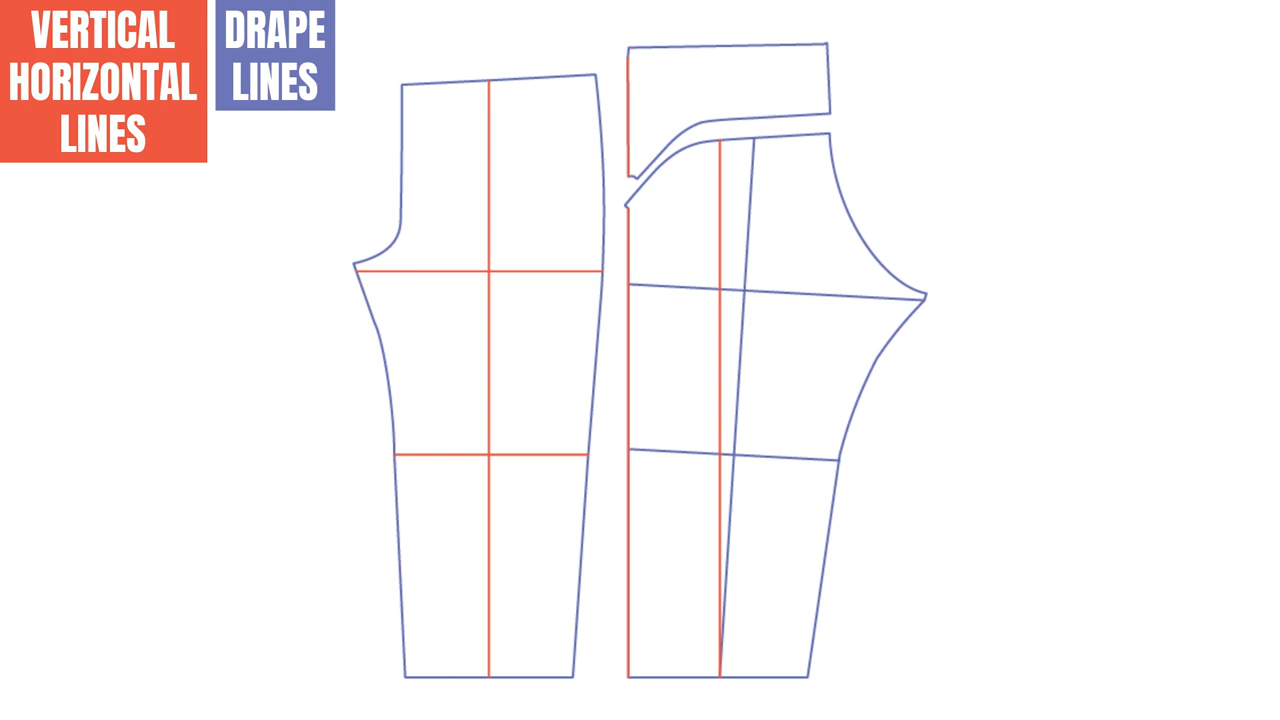 VERTICAL
HORIZONTAL
LINES
DRAPE
LINES